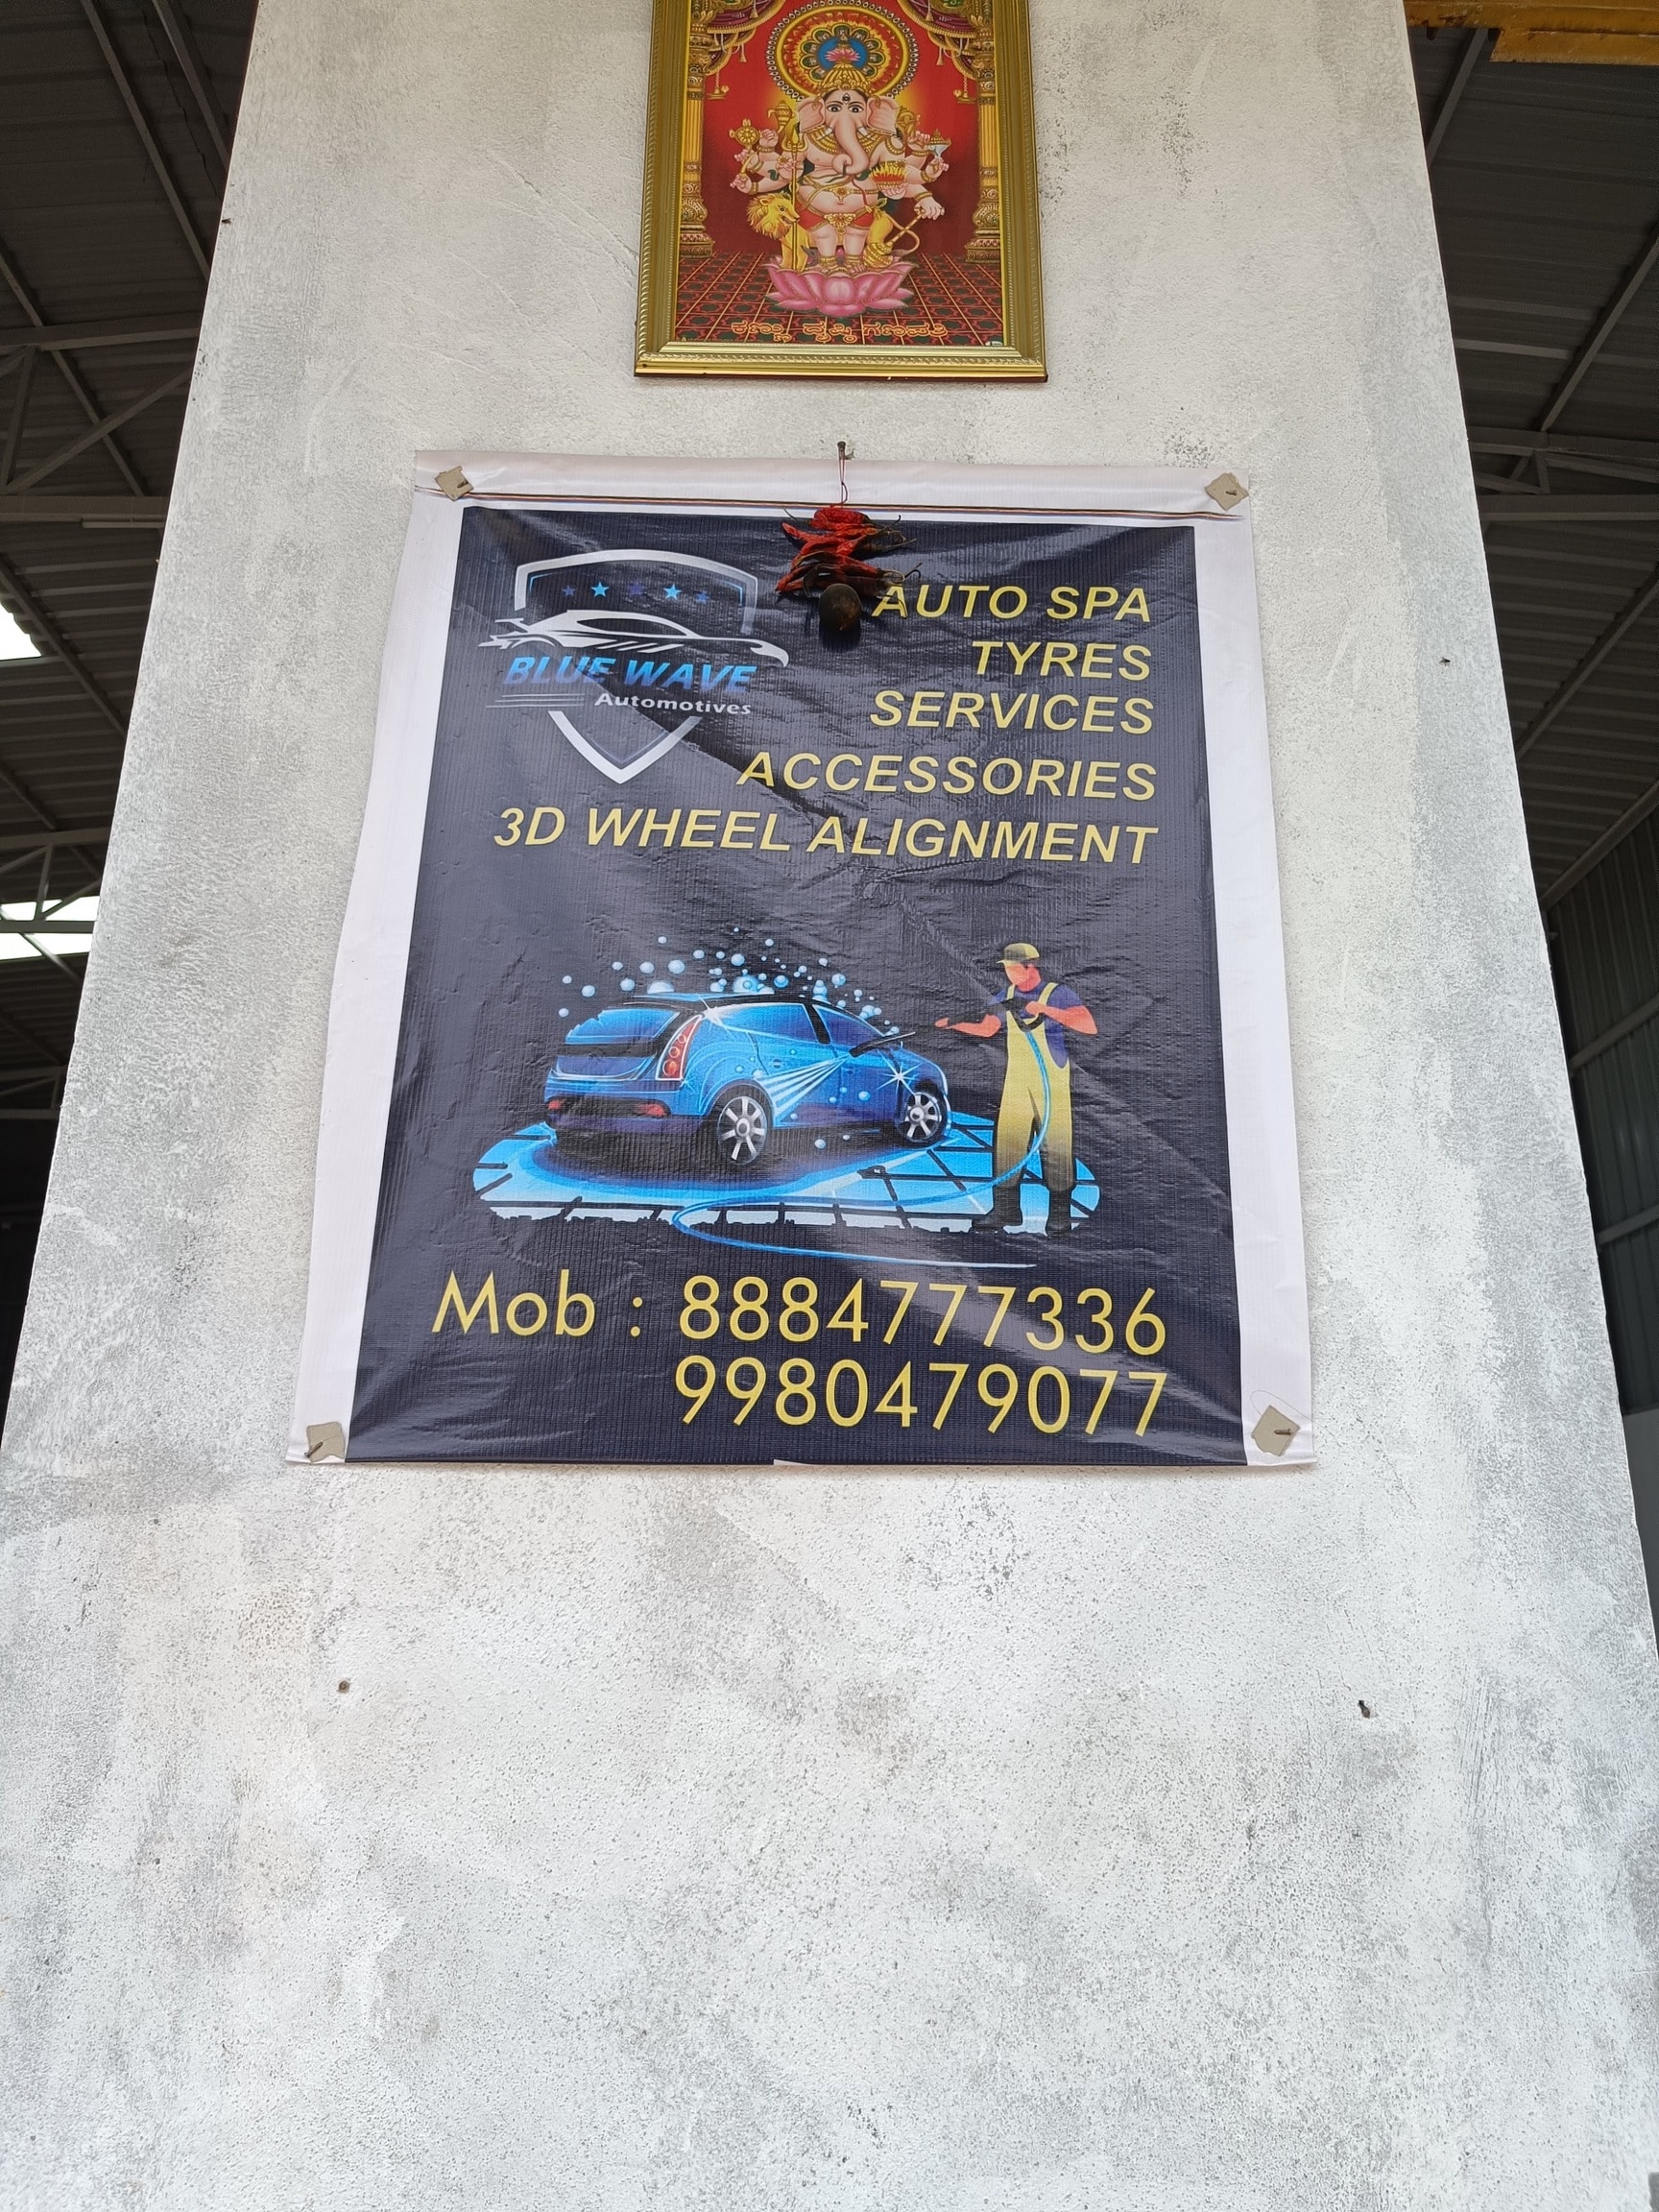 BLUE WAVE
Automotives
AUTO SPA
TYRES
SERVICES
ACCESSORIES
3D WHEEL ALIGNMENT
Mob : 8884777336
9980479077